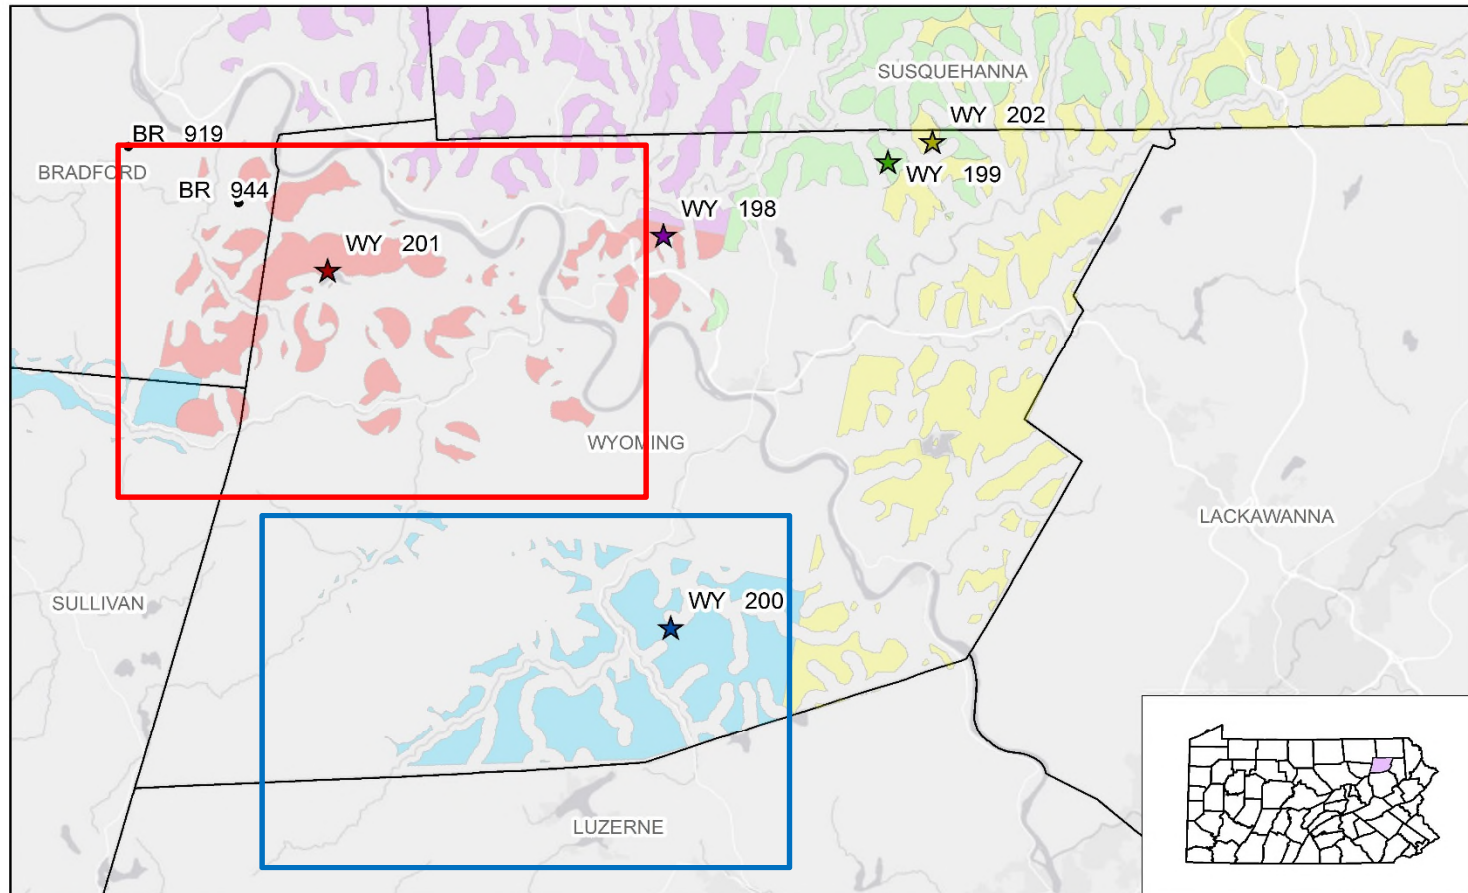 SUSQUEHANNA
WY 202
BR 919
BRADFORD
WY 199
BR 944
WY 198
WY 201
WYOMING
LACKAWANNA
SULLIVAN
WY 200
LUZERNE